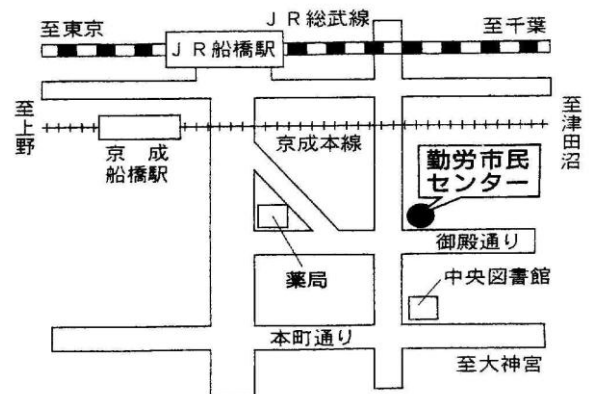 JR総武線
至東京
至千葉
JR船橋駅
至上野
京成本線
至津田沼
京成
船橋駅
勤労市民
センター
御殿通り
薬局
中央図書館
本町通り
至大神宮